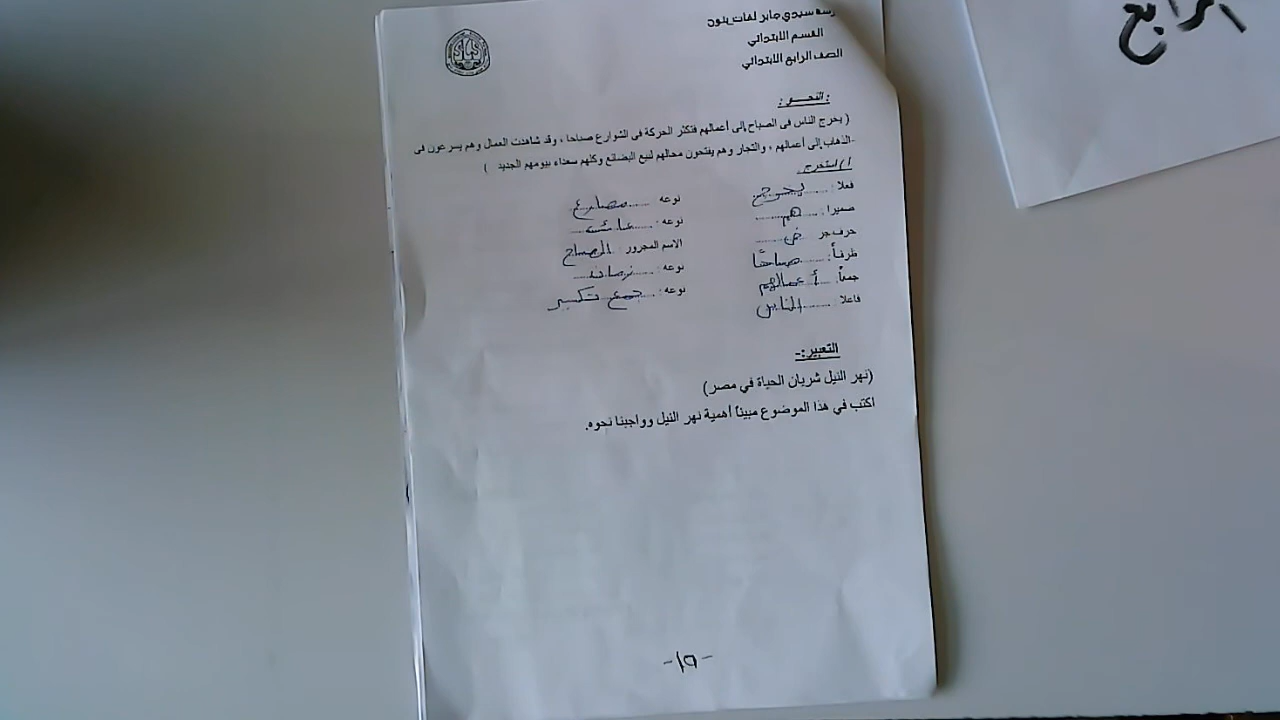 سيدي جابر لغات بنون
القسم الابتدائي
الصف الرابع الابتدائي
الرابع
النحو :
( يخرج الناس فى الصباح إلى أعمالهم فتكثر الحركة فى الشوارع صباحا ، وقد شاهدت العمال وهم يسرعون فى
الذهاب إلى أعمالهم ، والتجار وهم يفتحون محالهم لبيع البضائع وكلهم سعداء بيومهم الجديد )
أ ) استخرج :
فعلا : يخرج نوعه مضارع
ضميرا : هم نوعه : غائب
حرف جر في الاسم المجرور الصباح
ظرفاً : صباحًا نوعه : زمان
جمعاً : أعمالهم نوعه : جمع تكسير
فاعلا : الناس
التعبير:-
(نهر النيل شريان الحياة في مصر)
اكتب في هذا الموضوع مبيناً أهمية نهر النيل وواجبنا نحوه.
-١٩-